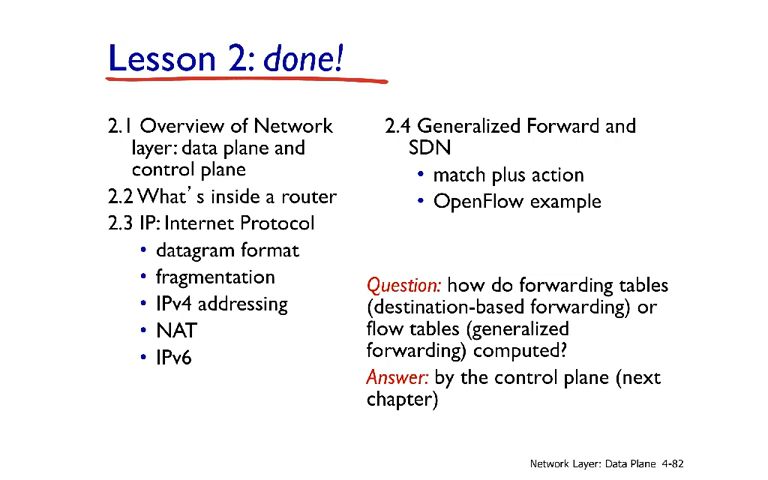 Lesson 2: done!
2.1 Overview of Network
layer: data plane and
control plane
2.2 What’s inside a router
2.3 IP: Internet Protocol
• datagram format
• fragmentation
• IPv4 addressing
• NAT
• IPv6
2.4 Generalized Forward and
SDN
• match plus action
• OpenFlow example
Question: how do forwarding tables
(destination-based forwarding) or
flow tables (generalized
forwarding) computed?
Answer: by the control plane (next
chapter)
Network Layer: Data Plane 4-82